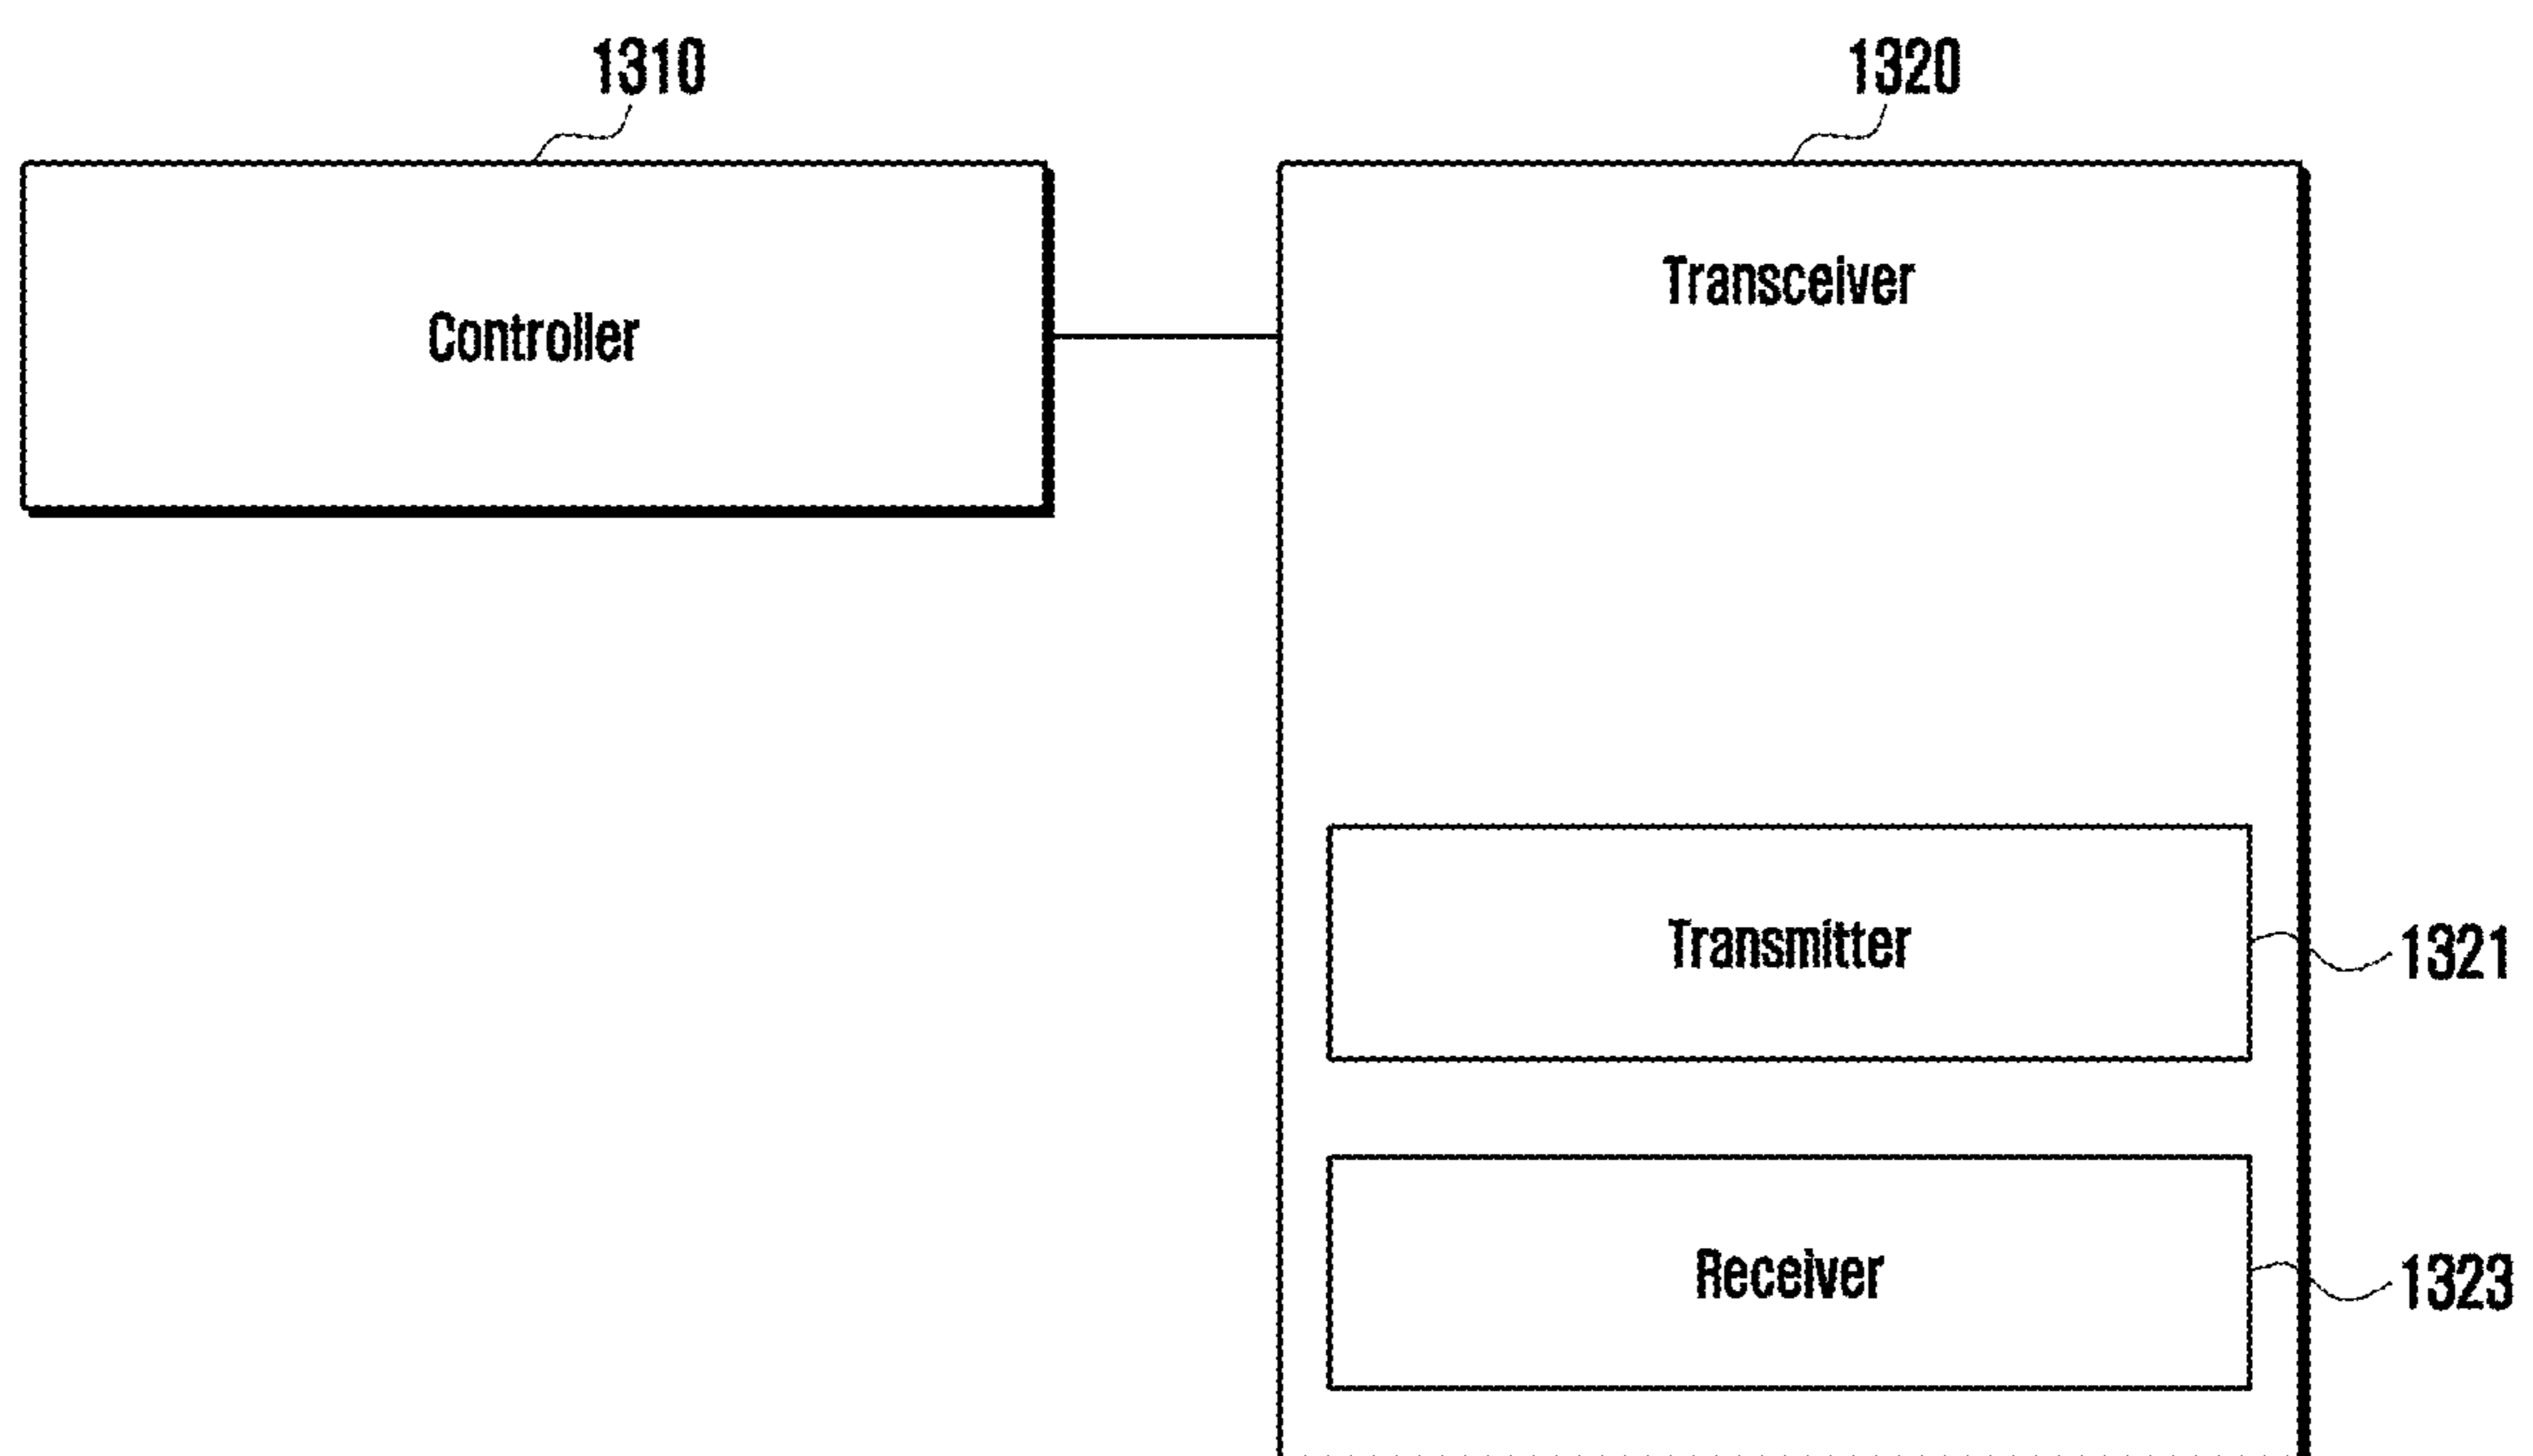 1310
1320
Controller
Transceiver
Transmitter
1321
Receiver
1323